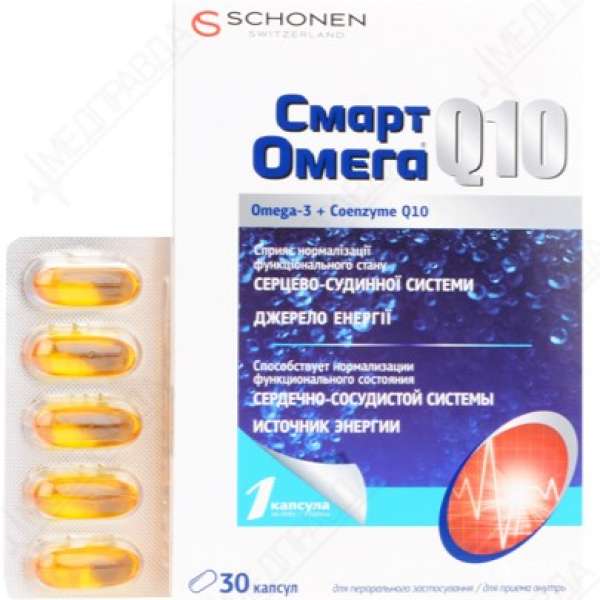 SCHONEN
SWITZERLAND
Смарт
Омега® Q10
Omega-3 + Coenzyme Q10
Сприяє нормалізації
функціонального стану
СЕРЦЕВО-СУДИННОЇ СИСТЕМИ
ДЖЕРЕЛО ЕНЕРГІЇ
Способствует нормализации
функционального состояния
СЕРДЕЧНО-СОСУДИСТОЙ СИСТЕМЫ
ИСТОЧНИК ЭНЕРГИИ
1 капсула
30 капсул
для перорального застосування / для приема внутрь
МЕДПРАВДА